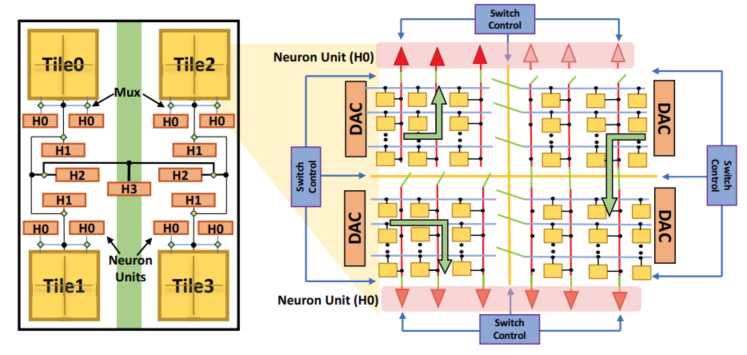 Tile0
Tile2
Mux
H0
H0
H0
H0
H1
H1
H2
H2
H3
H1
H1
H0
H0
H0
H0
Neuron
Units
Tile1
Tile3
Switch
Control
Neuron Unit (H0)
DAC
DAC
Switch
Control
Switch
Control
DAC
DAC
Neuron Unit (H0)
Switch
Control